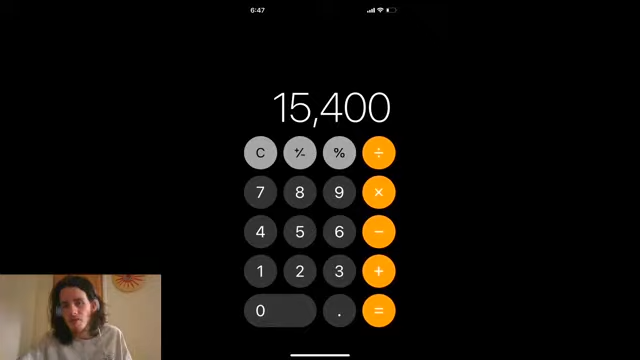 6:47
15,400
C +/- % ÷
7 8 9 ×
4 5 6 −
1 2 3 +
0 . =